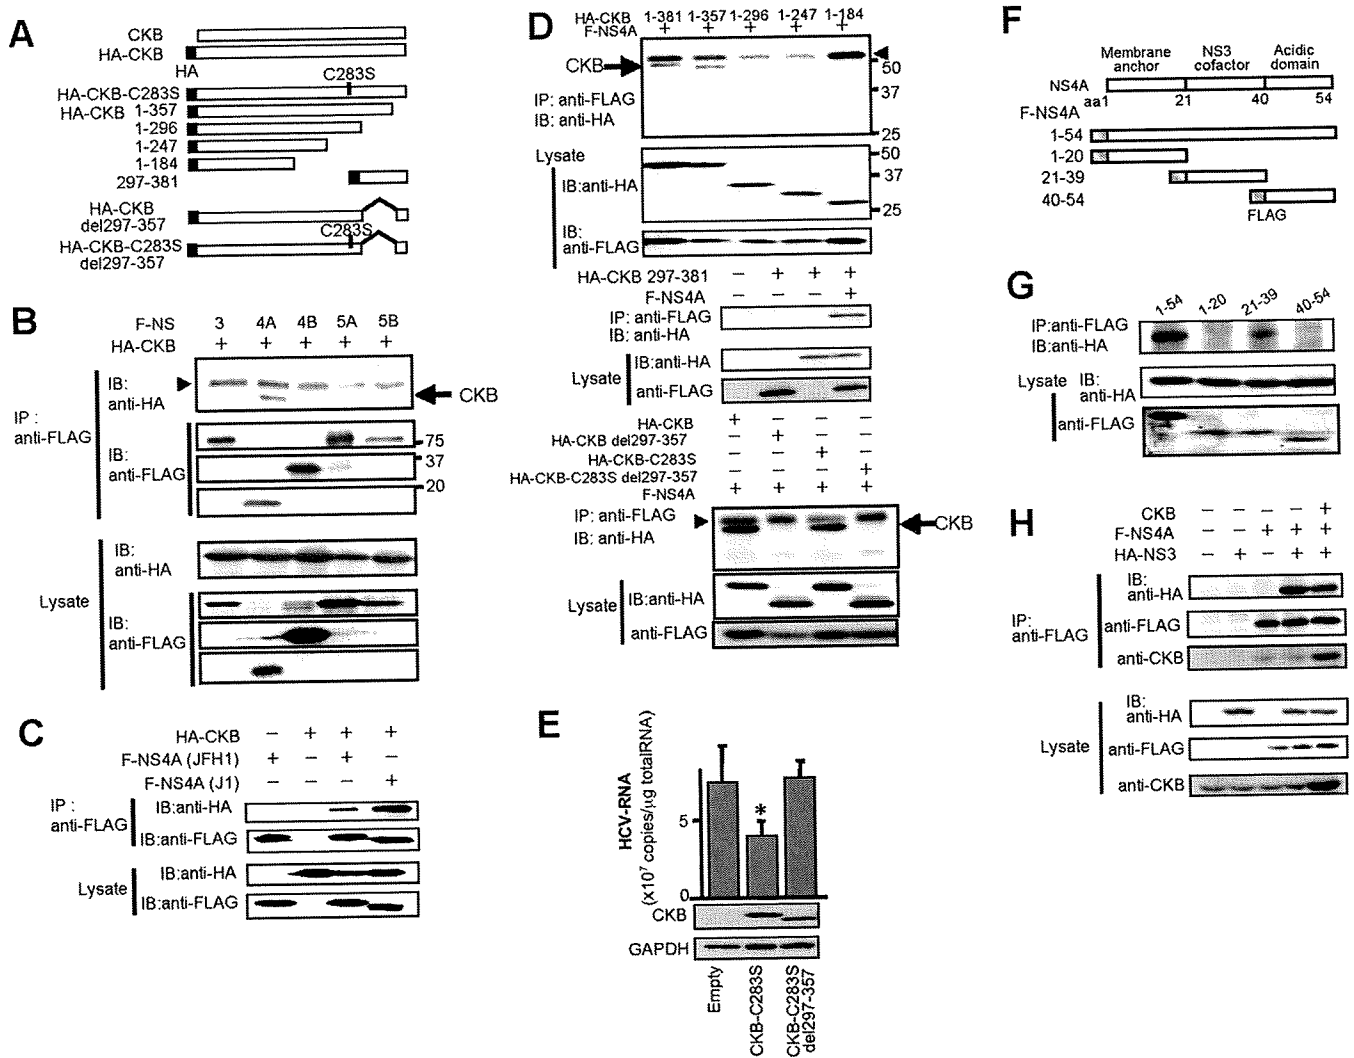 A
CKB
HA-CKB
HA
C283S
HA-CKB-C283S
HA-CKB 1-357
1-296
1-247
1-184
297-381
HA-CKB
del297-357
C283S
HA-CKB-C283S
del297-357
B
F-NS 3 4A 4B 5A 5B
HA-CKB + + + + +
IP :
anti-FLAG
IB:
anti-HA
CKB
IB:
anti-FLAG
75
37
20
Lysate
IB:
anti-HA
IB:
anti-FLAG
C
HA-CKB − + + +
F-NS4A (JFH1) + − + −
F-NS4A (J1) − − − +
IP :
anti-FLAG
IB:anti-HA
IB:anti-FLAG
Lysate
IB:anti-HA
IB:anti-FLAG
D
HA-CKB 1-381 1-357 1-296 1-247 1-184
F-NS4A + + + + +
CKB
IP: anti-FLAG
IB: anti-HA
50
37
25
Lysate
IB:anti-HA
50
37
25
IB:
anti-FLAG
HA-CKB 297-381 − + + +
F-NS4A − − − +
IP: anti-FLAG
IB: anti-HA
Lysate
IB:anti-HA
anti-FLAG
HA-CKB + − − −
HA-CKB del297-357 − + − −
HA-CKB-C283S − − + −
HA-CKB-C283S del297-357 − − − +
F-NS4A + + + +
IP: anti-FLAG
IB: anti-HA
CKB
Lysate
IB:anti-HA
anti-FLAG
E
HCV-RNA
(x10⁷ copies/μg totalRNA)
5
0
*
CKB
GAPDH
Empty
CKB-C283S
CKB-C283S
del297-357
F
Membrane
anchor
NS3
cofactor
Acidic
domain
NS4A
aa1 21 40 54
F-NS4A
1-54
1-20
21-39
40-54
FLAG
G
1-54 1-20 21-39 40-54
IP:anti-FLAG
IB:anti-HA
Lysate
IB:
anti-HA
anti-FLAG
H
CKB − − − − +
F-NS4A − − + + +
HA-NS3 − + − + +
IP:
anti-FLAG
IB:
anti-HA
anti-FLAG
anti-CKB
Lysate
IB:
anti-HA
anti-FLAG
anti-CKB